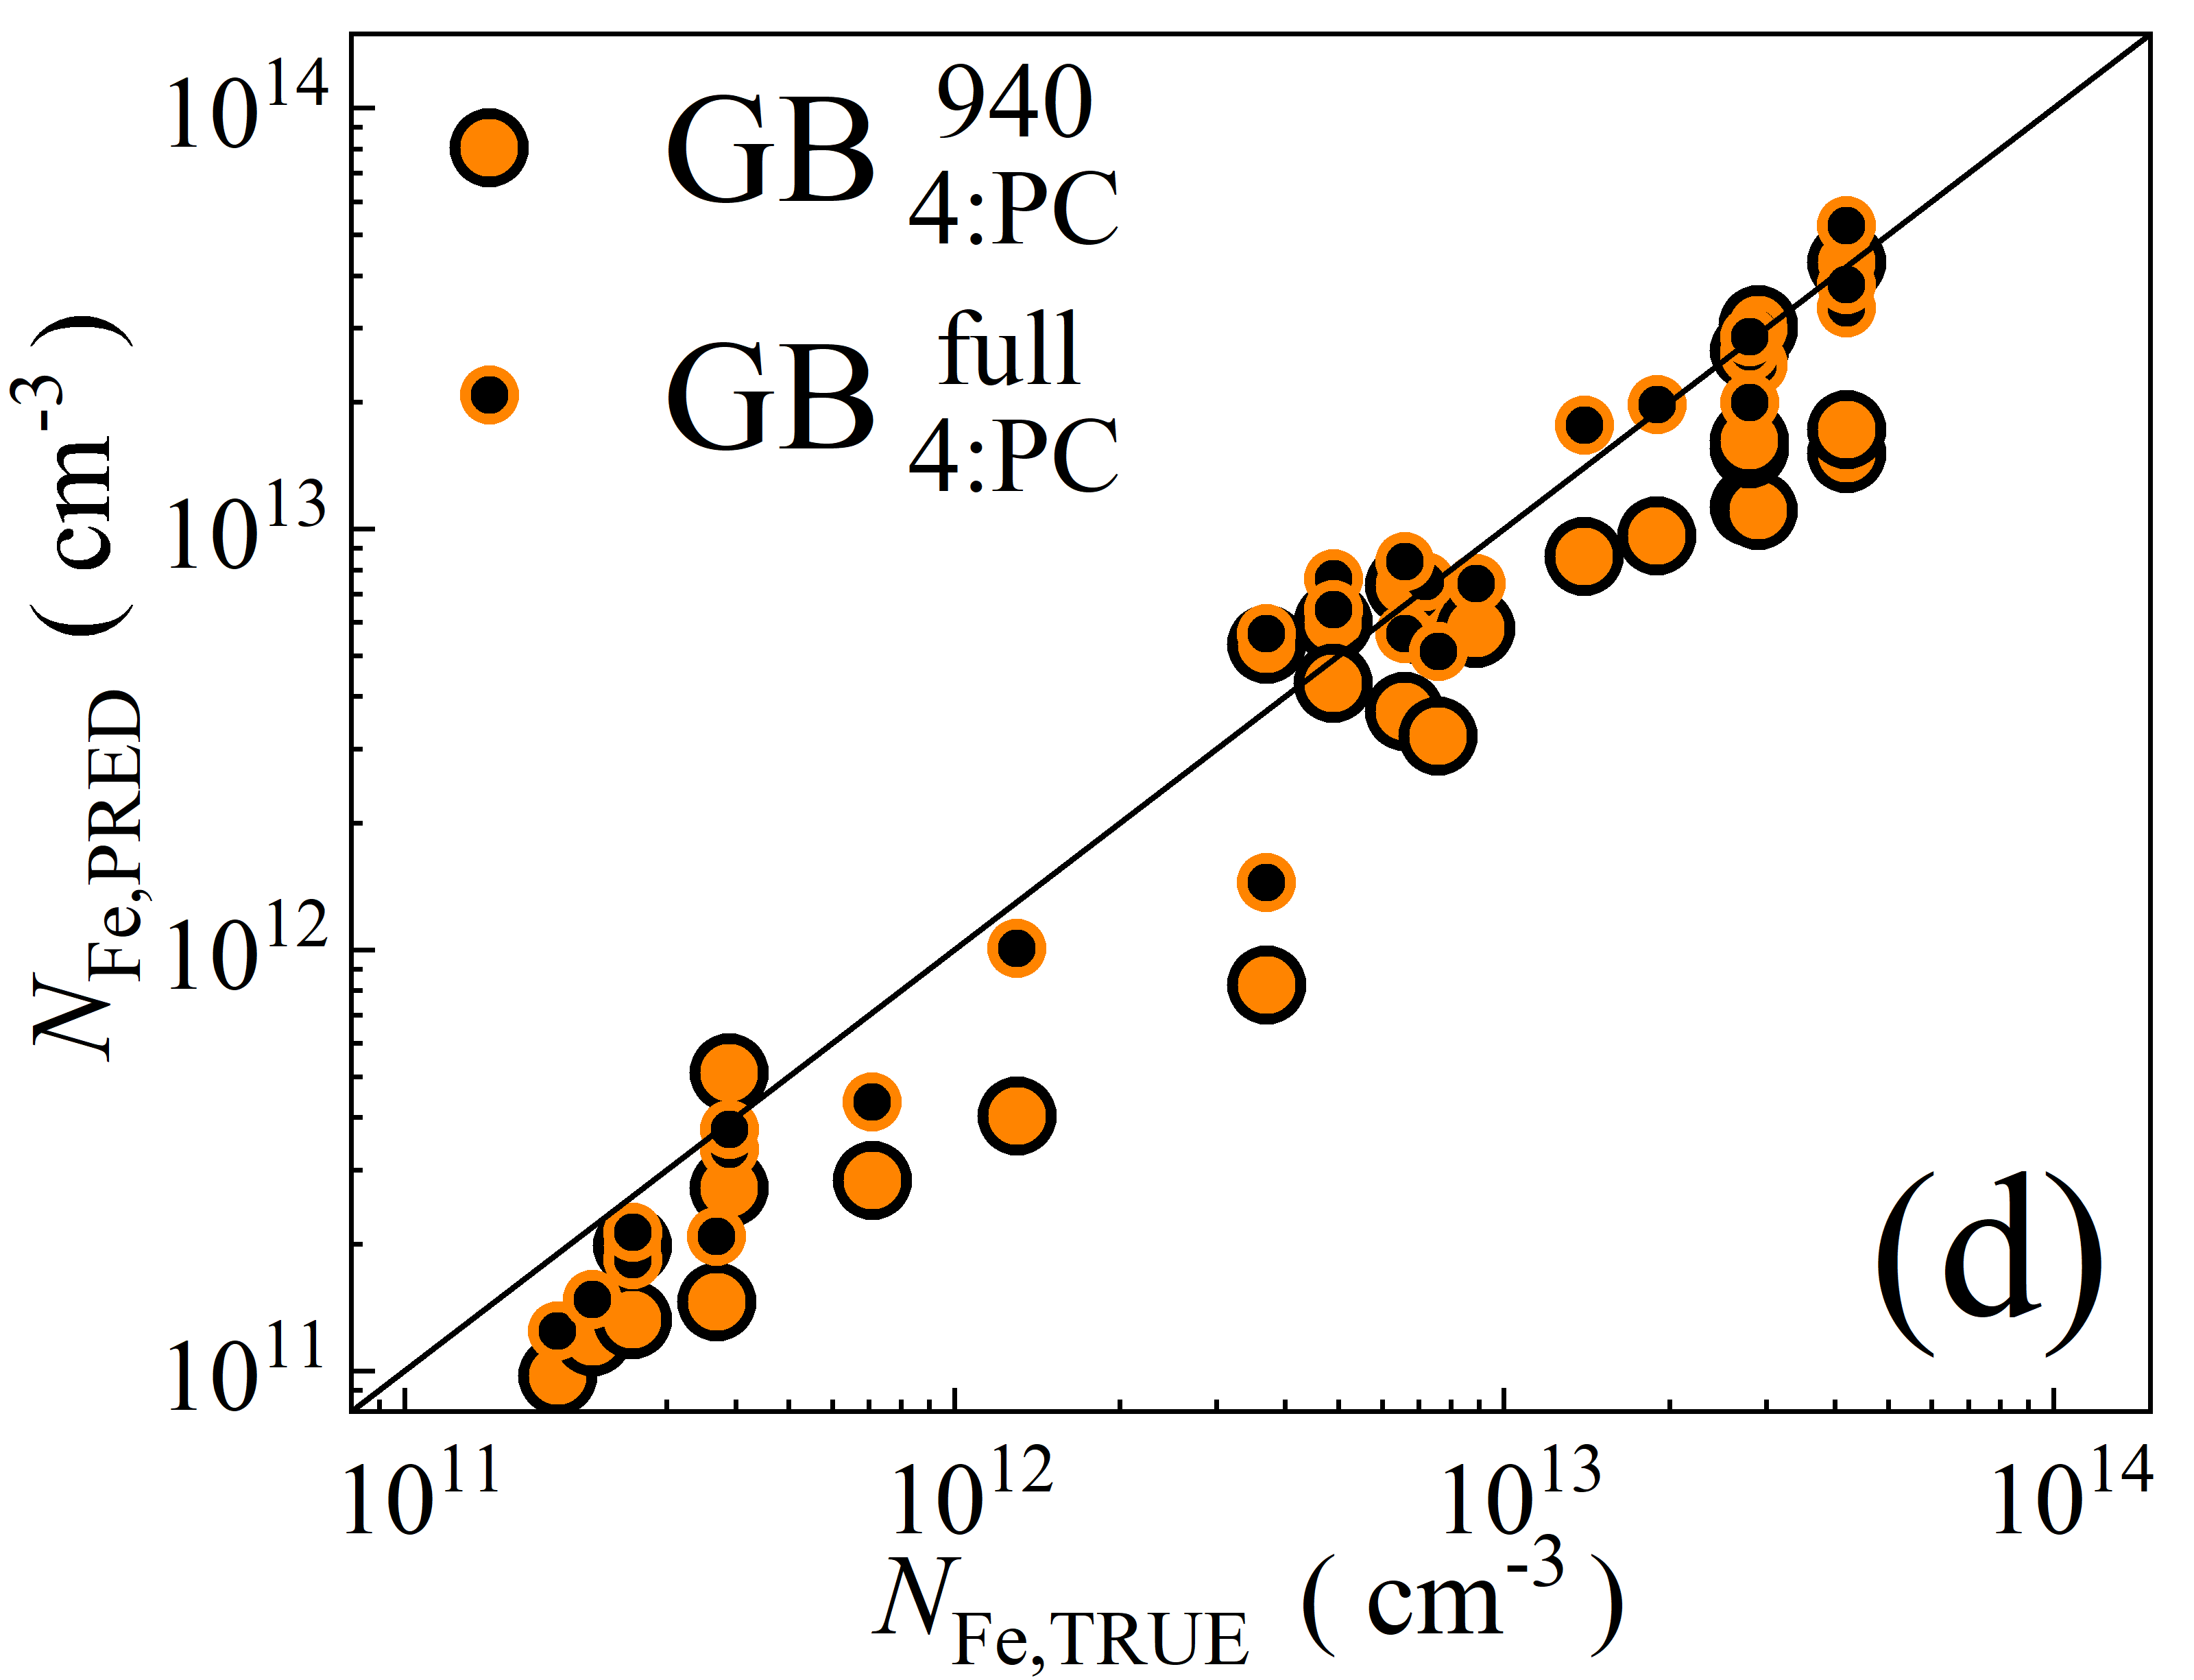 GB 940 4:PC
GB full 4:PC
10^14
10^13
10^12
10^11
N_Fe,PRED ( cm^-3 )
(d)
10^11 10^12 10^13 10^14
N_Fe,TRUE ( cm^-3 )